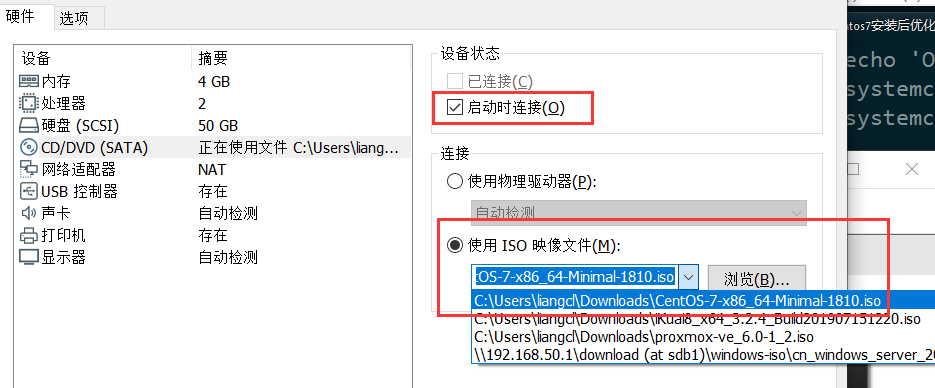 硬件 选项
设备 摘要
内存 4 GB
处理器 2
硬盘 (SCSI) 50 GB
CD/DVD (SATA) 正在使用文件 C:\Users\liangc...
网络适配器 NAT
USB 控制器 存在
声卡 自动检测
打印机 存在
显示器 自动检测
设备状态
已连接(C)
启动时连接(O)
连接
使用物理驱动器(P):
自动检测
使用 ISO 映像文件(M):
tOS-7-x86_64-Minimal-1810.iso 浏览(B)...
C:\Users\liangcl\Downloads\CentOS-7-x86_64-Minimal-1810.iso
C:\Users\liangcl\Downloads\iKuai8_x64_3.2.4_Build201907151220.iso
C:\Users\liangcl\Downloads\proxmox-ve_6.0-1_2.iso
\\192.168.50.1\download (at sdb1)\windows-iso\cn_windows_server_20
ntos7安装后优化
echo 'O
systemc
systemc